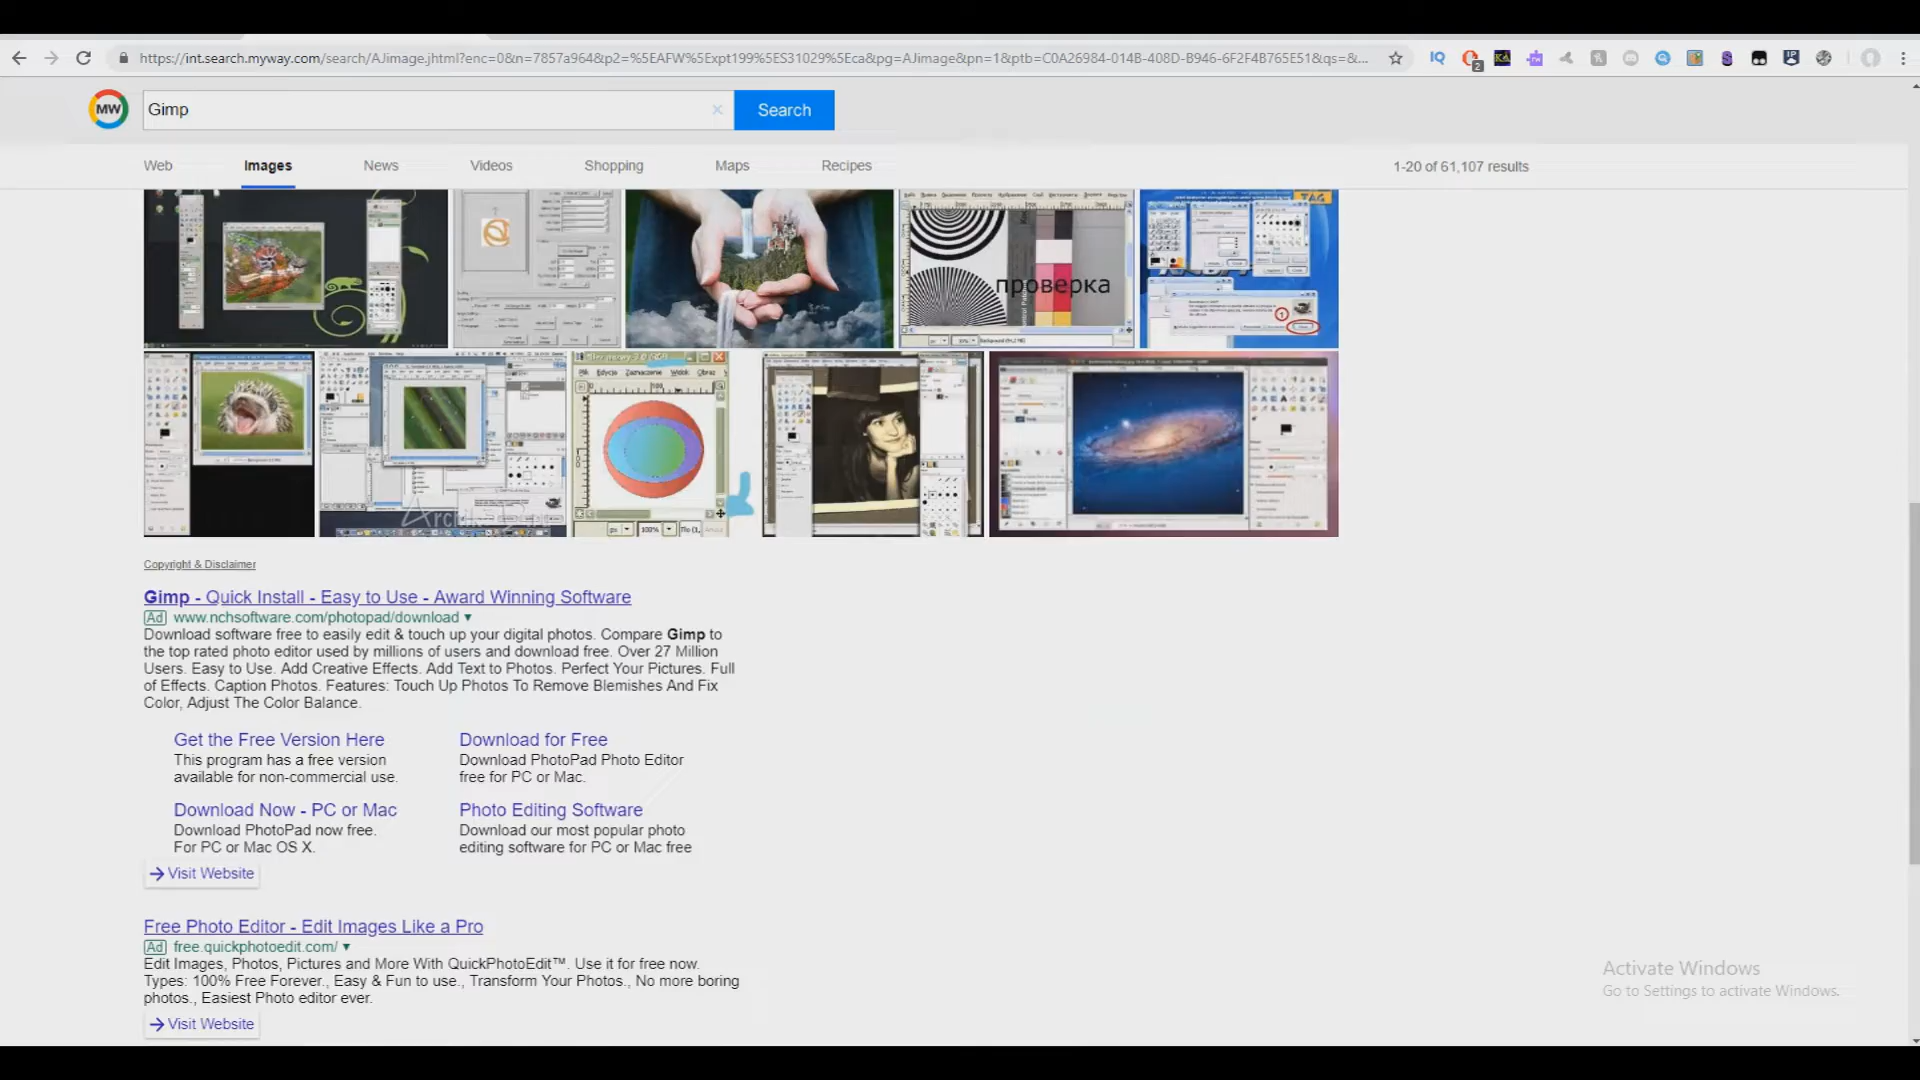 https://int.search.myway.com/search/AJimage.jhtml?enc=0&n=7857a964&p2=%5EAFW%5Expt199%5ES31029%5Eca&pg=AJimage&pn=1&ptb=C0A26984-014B-408D-B946-6F2F4B765E51&qs=&...
2
MW
Gimp
Search
Web
Images
News
Videos
Shopping
Maps
Recipes
1-20 of 61,107 results
TAG
проверка
1
Plik Edycja Zaznaczenie Widok Obraz
100
px
100%
Copyright & Disclaimer
Gimp - Quick Install - Easy to Use - Award Winning Software
Ad www.nchsoftware.com/photopad/download
Download software free to easily edit & touch up your digital photos. Compare Gimp to
the top rated photo editor used by millions of users and download free. Over 27 Million
Users. Easy to Use. Add Creative Effects. Add Text to Photos. Perfect Your Pictures. Full
of Effects. Caption Photos. Features: Touch Up Photos To Remove Blemishes And Fix
Color, Adjust The Color Balance.
Get the Free Version Here
This program has a free version
available for non-commercial use.
Download for Free
Download PhotoPad Photo Editor
free for PC or Mac.
Download Now - PC or Mac
Download PhotoPad now free.
For PC or Mac OS X.
Photo Editing Software
Download our most popular photo
editing software for PC or Mac free
Visit Website
Free Photo Editor - Edit Images Like a Pro
Ad free.quickphotoedit.com/
Edit Images, Photos, Pictures and More With QuickPhotoEdit™. Use it for free now.
Types: 100% Free Forever., Easy & Fun to use., Transform Your Photos., No more boring
photos., Easiest Photo editor ever.
Visit Website
Activate Windows
Go to Settings to activate Windows.